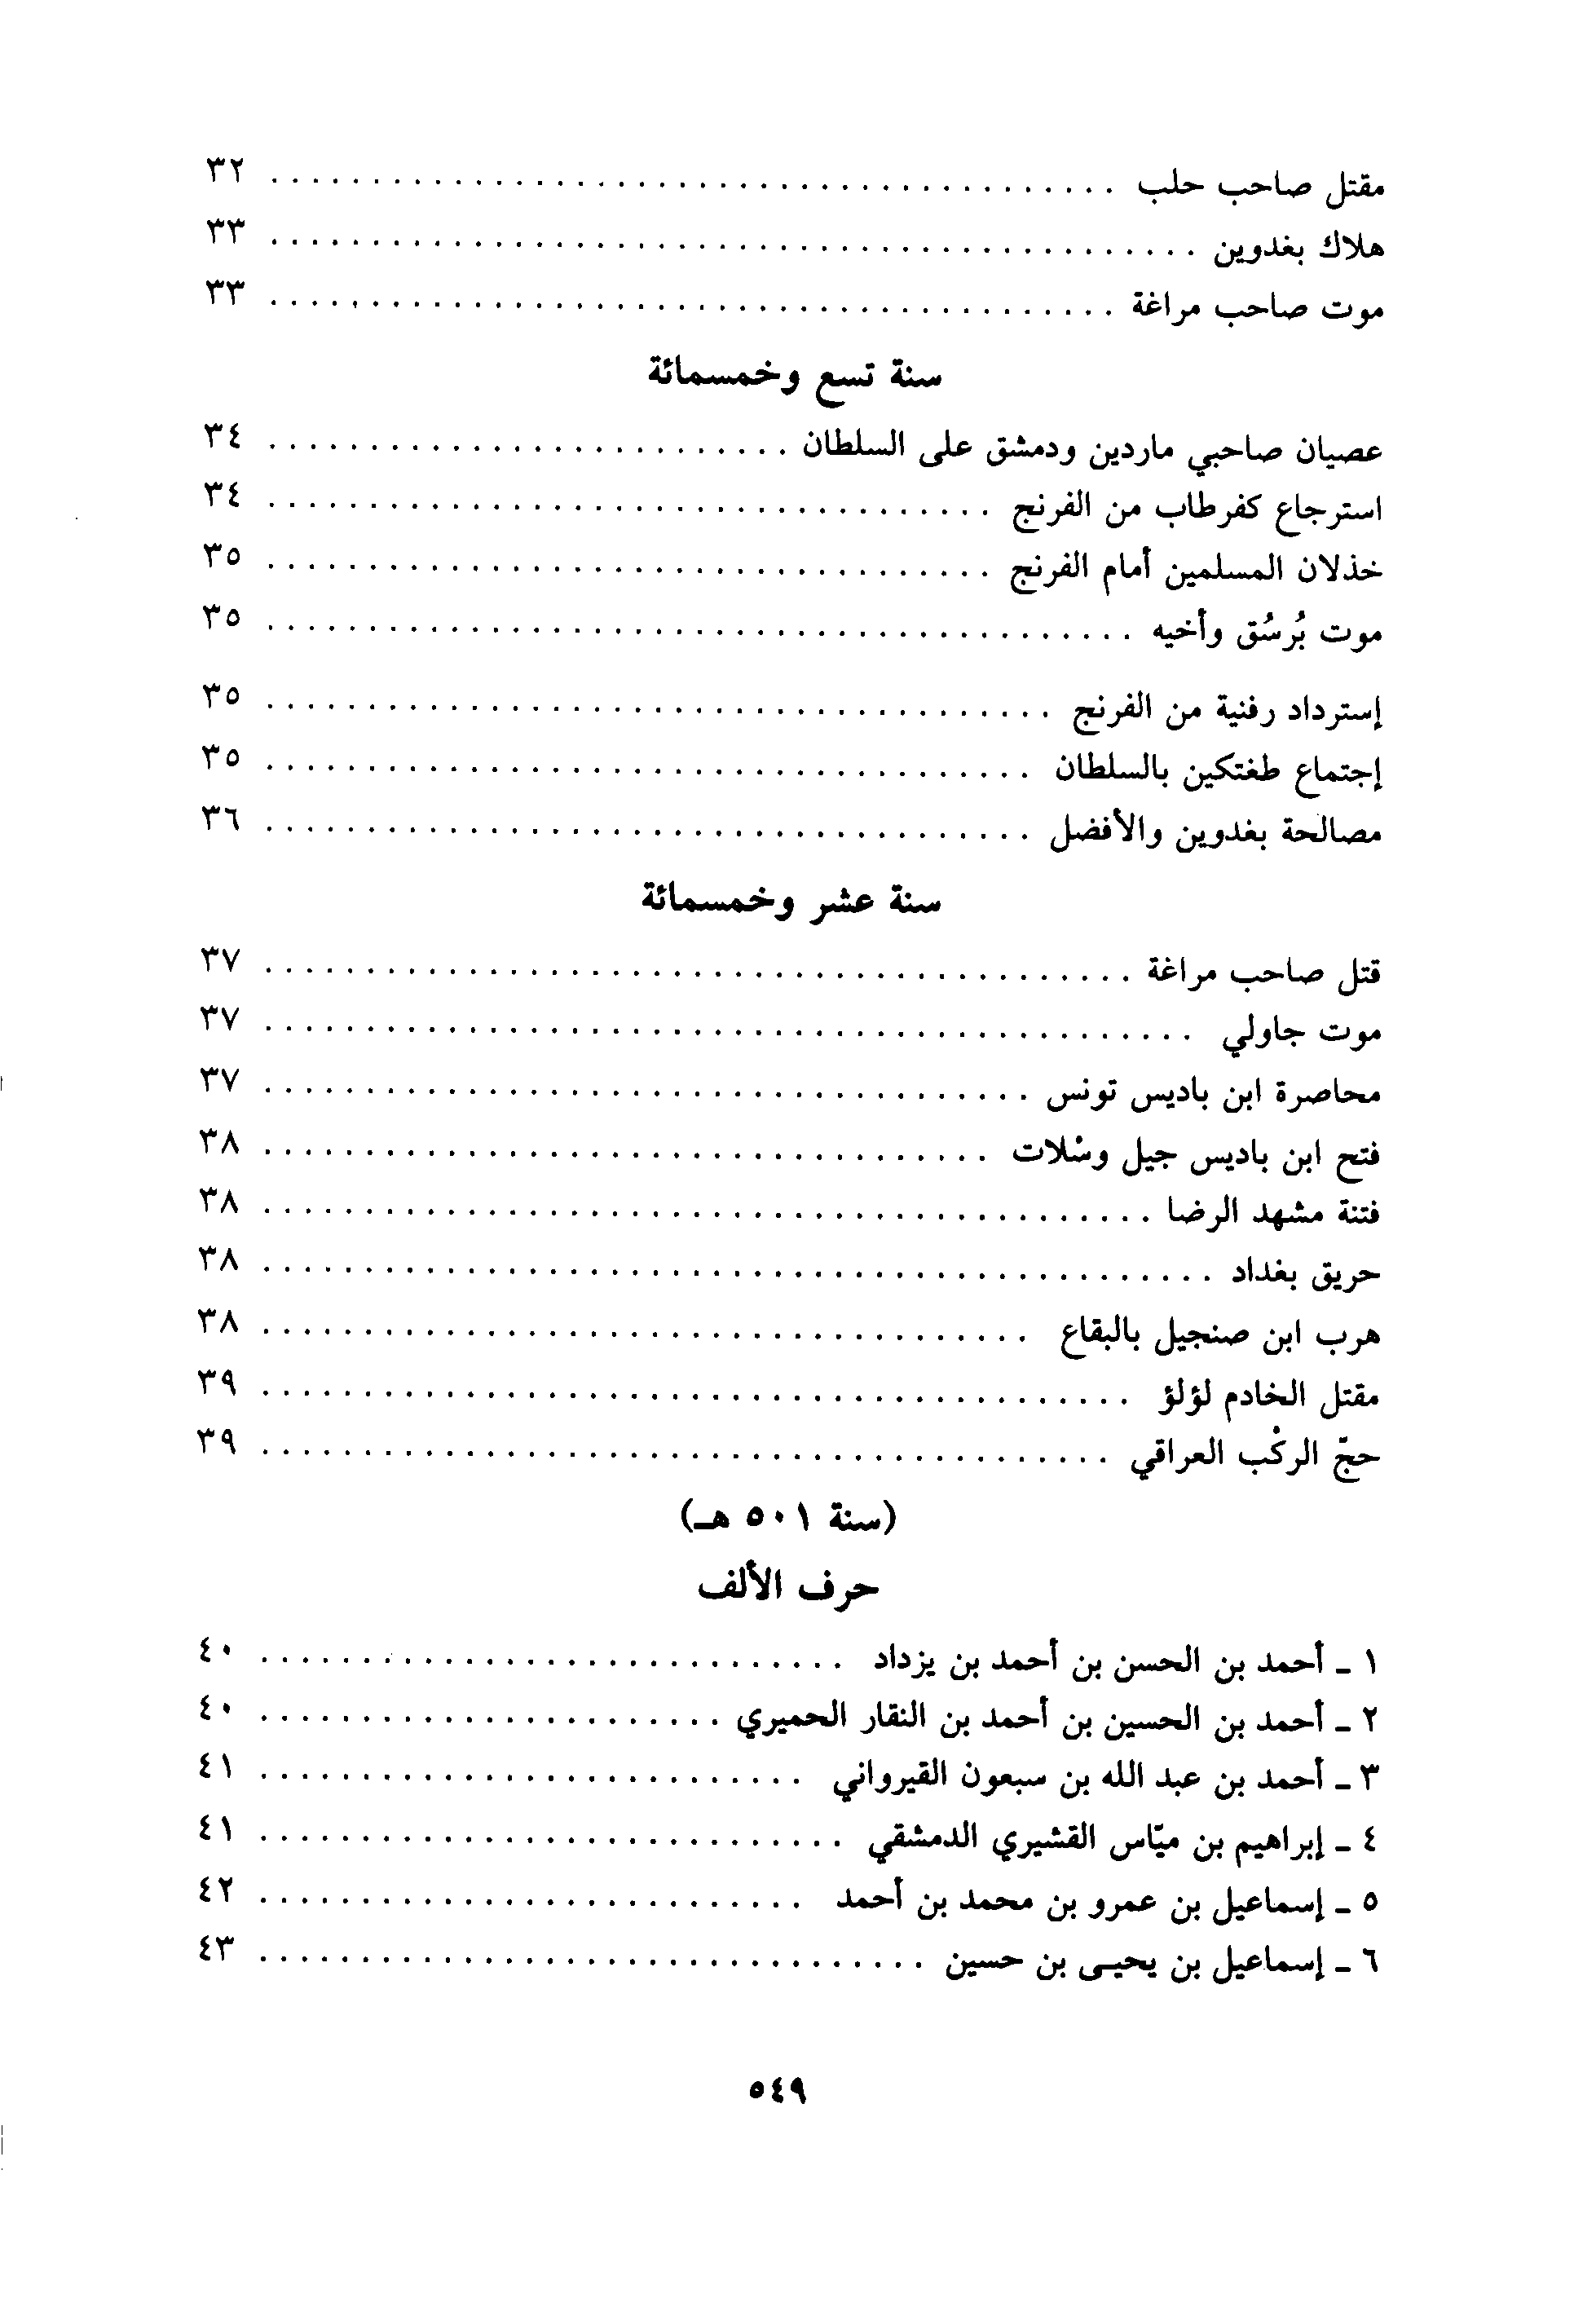 مقتل صاحب حلب ........................................ ٣٢
هلاك بغدوين ........................................ ٣٣
موت صاحب مراغة ........................................ ٣٣
سنة تسع وخمسمائة
عصيان صاحبي ماردين ودمشق على السلطان ........................................ ٣٤
استرجاع كفرطاب من الفرنج ........................................ ٣٤
خذلان المسلمين أمام الفرنج ........................................ ٣٥
موت بُرسُق وأخيه ........................................ ٣٥
إسترداد رفنية من الفرنج ........................................ ٣٥
إجتماع طغتكين بالسلطان ........................................ ٣٥
مصالحة بغدوين والأفضل ........................................ ٣٦
سنة عشر وخمسمائة
قتل صاحب مراغة ........................................ ٣٧
موت جاولي ........................................ ٣٧
محاصرة ابن باديس تونس ........................................ ٣٧
فتح ابن باديس جيل وسْلات ........................................ ٣٨
فتنة مشهد الرضا ........................................ ٣٨
حريق بغداد ........................................ ٣٨
هرب ابن صنجيل بالبقاع ........................................ ٣٨
مقتل الخادم لؤلؤ ........................................ ٣٩
حجّ الركْب العراقي ........................................ ٣٩
(سنة ٥٠١ هـ)
حرف الألف
١ ـ أحمد بن الحسن بن أحمد بن يزداد ........................................ ٤٠
٢ ـ أحمد بن الحسين بن أحمد بن النقار الحميري ........................................ ٤٠
٣ ـ أحمد بن عبد الله بن سبعون القيرواني ........................................ ٤١
٤ ـ إبراهيم بن ميّاس القشيري الدمشقي ........................................ ٤١
٥ ـ إسماعيل بن عمرو بن محمد بن أحمد ........................................ ٤٢
٦ ـ إسماعيل بن يحيـى بن حسين ........................................ ٤٣
٥٤٩